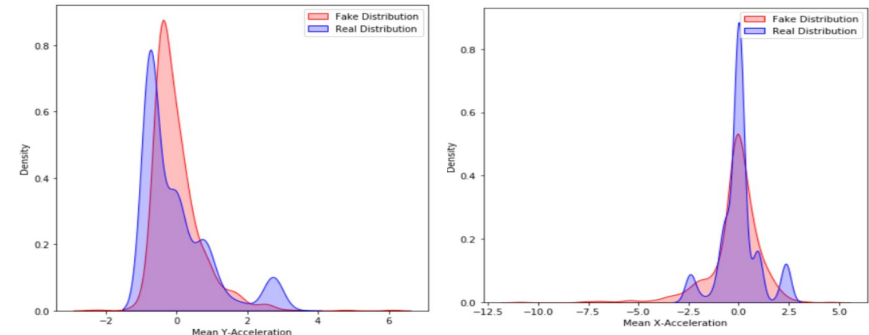 Fake Distribution
Real Distribution
0.8
0.6
0.4
0.2
0.0
Density
−2 0 2 4 6
Mean Y-Acceleration
Fake Distribution
Real Distribution
0.8
0.6
0.4
0.2
0.0
Density
−12.5 −10.0 −7.5 −5.0 −2.5 0.0 2.5 5.0
Mean X-Acceleration